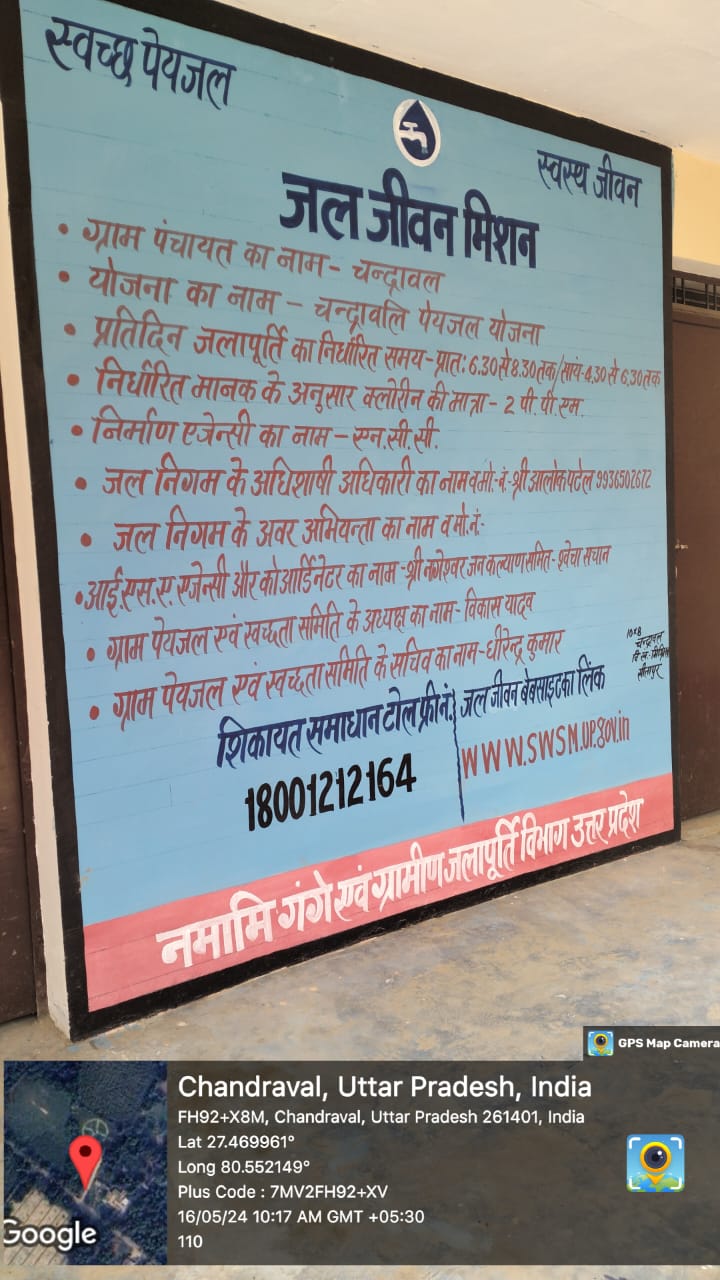 स्वच्छ पेयजल
स्वस्थ जीवन
जल जीवन मिशन
• ग्राम पंचायत का नाम - चन्द्रावल
• योजना का नाम - चन्द्रावलि पेयजल योजना
• प्रतिदिन जलापूर्ति का निर्धारित समय - प्रात: 6.30 से 8.30 तक/सायं-4.30 से 6.30 तक
• निर्धारित मानक के अनुसार क्लोरीन की मात्रा - 2 पी. पी. एम.
• निर्माण एजेन्सी का नाम - एन.सी.सी.
• जल निगम के अधिशाषी अधिकारी का नाम व मो. नं.- श्री आलोक पटेल 9936502672
• जल निगम के अवर अभियन्ता का नाम व मो नं:-
• आई.एस.ए. एजेन्सी और कोआर्डिनेटर का नाम - श्री नगेश्वर जन कल्याण समित - श्वेचा सचान
• ग्राम पेयजल एवं स्वच्छता समिति के अध्यक्ष का नाम - विकास यादव
• ग्राम पेयजल एवं स्वच्छता समिति के सचिव का नाम - धीरेन्द्र कुमार
10x8
चन्द्रावल
सीतापुर
शिकायत समाधान टोल फ्री नं.
18001212164
जल जीवन बेबसाइट का लिंक
WWW.SWSM.UP.gov.in
नमामि गंगे एवं ग्रामीण जलापूर्ति विभाग उत्तर प्रदेश
GPS Map Camera
Chandraval, Uttar Pradesh, India
FH92+X8M, Chandraval, Uttar Pradesh 261401, India
Lat 27.469961°
Long 80.552149°
Plus Code : 7MV2FH92+XV
16/05/24 10:17 AM GMT +05:30
110
Google